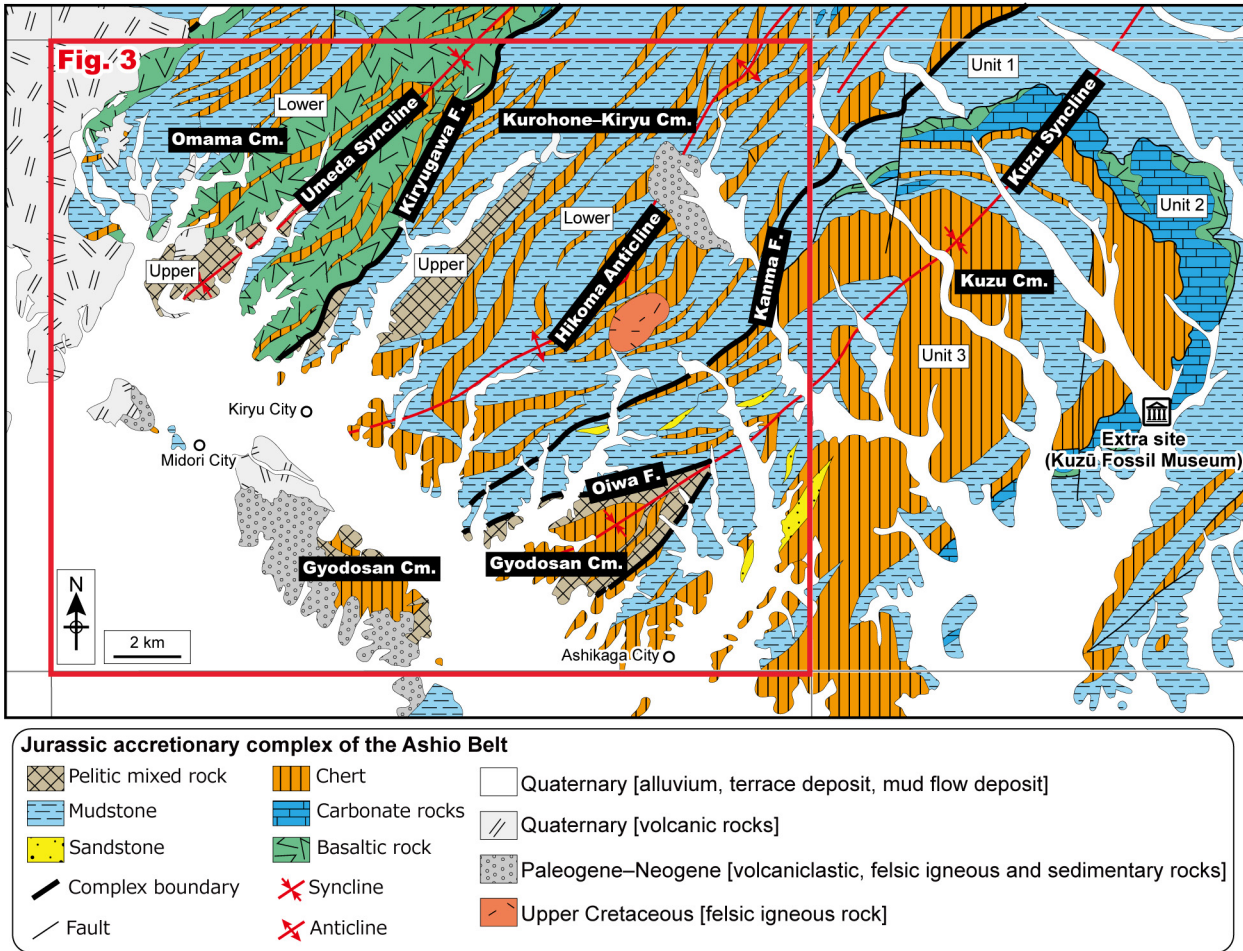 Fig. 3
Unit 1
Lower
Omama Cm.
Kurohone–Kiryu Cm.
Umeda Syncline
Kiryugawa F.
Kuzu Syncline
Unit 2
Lower
Upper
Upper
Hikoma Anticline
Kanma F.
Kuzu Cm.
Unit 3
Kiryu City
Midori City
Extra site
(Kuzū Fossil Museum)
Oiwa F.
Gyodosan Cm.
Gyodosan Cm.
N
2 km
Ashikaga City
Jurassic accretionary complex of the Ashio Belt
Pelitic mixed rock
Mudstone
Sandstone
Complex boundary
Fault
Chert
Carbonate rocks
Basaltic rock
Syncline
Anticline
Quaternary [alluvium, terrace deposit, mud flow deposit]
Quaternary [volcanic rocks]
Paleogene–Neogene [volcaniclastic, felsic igneous and sedimentary rocks]
Upper Cretaceous [felsic igneous rock]